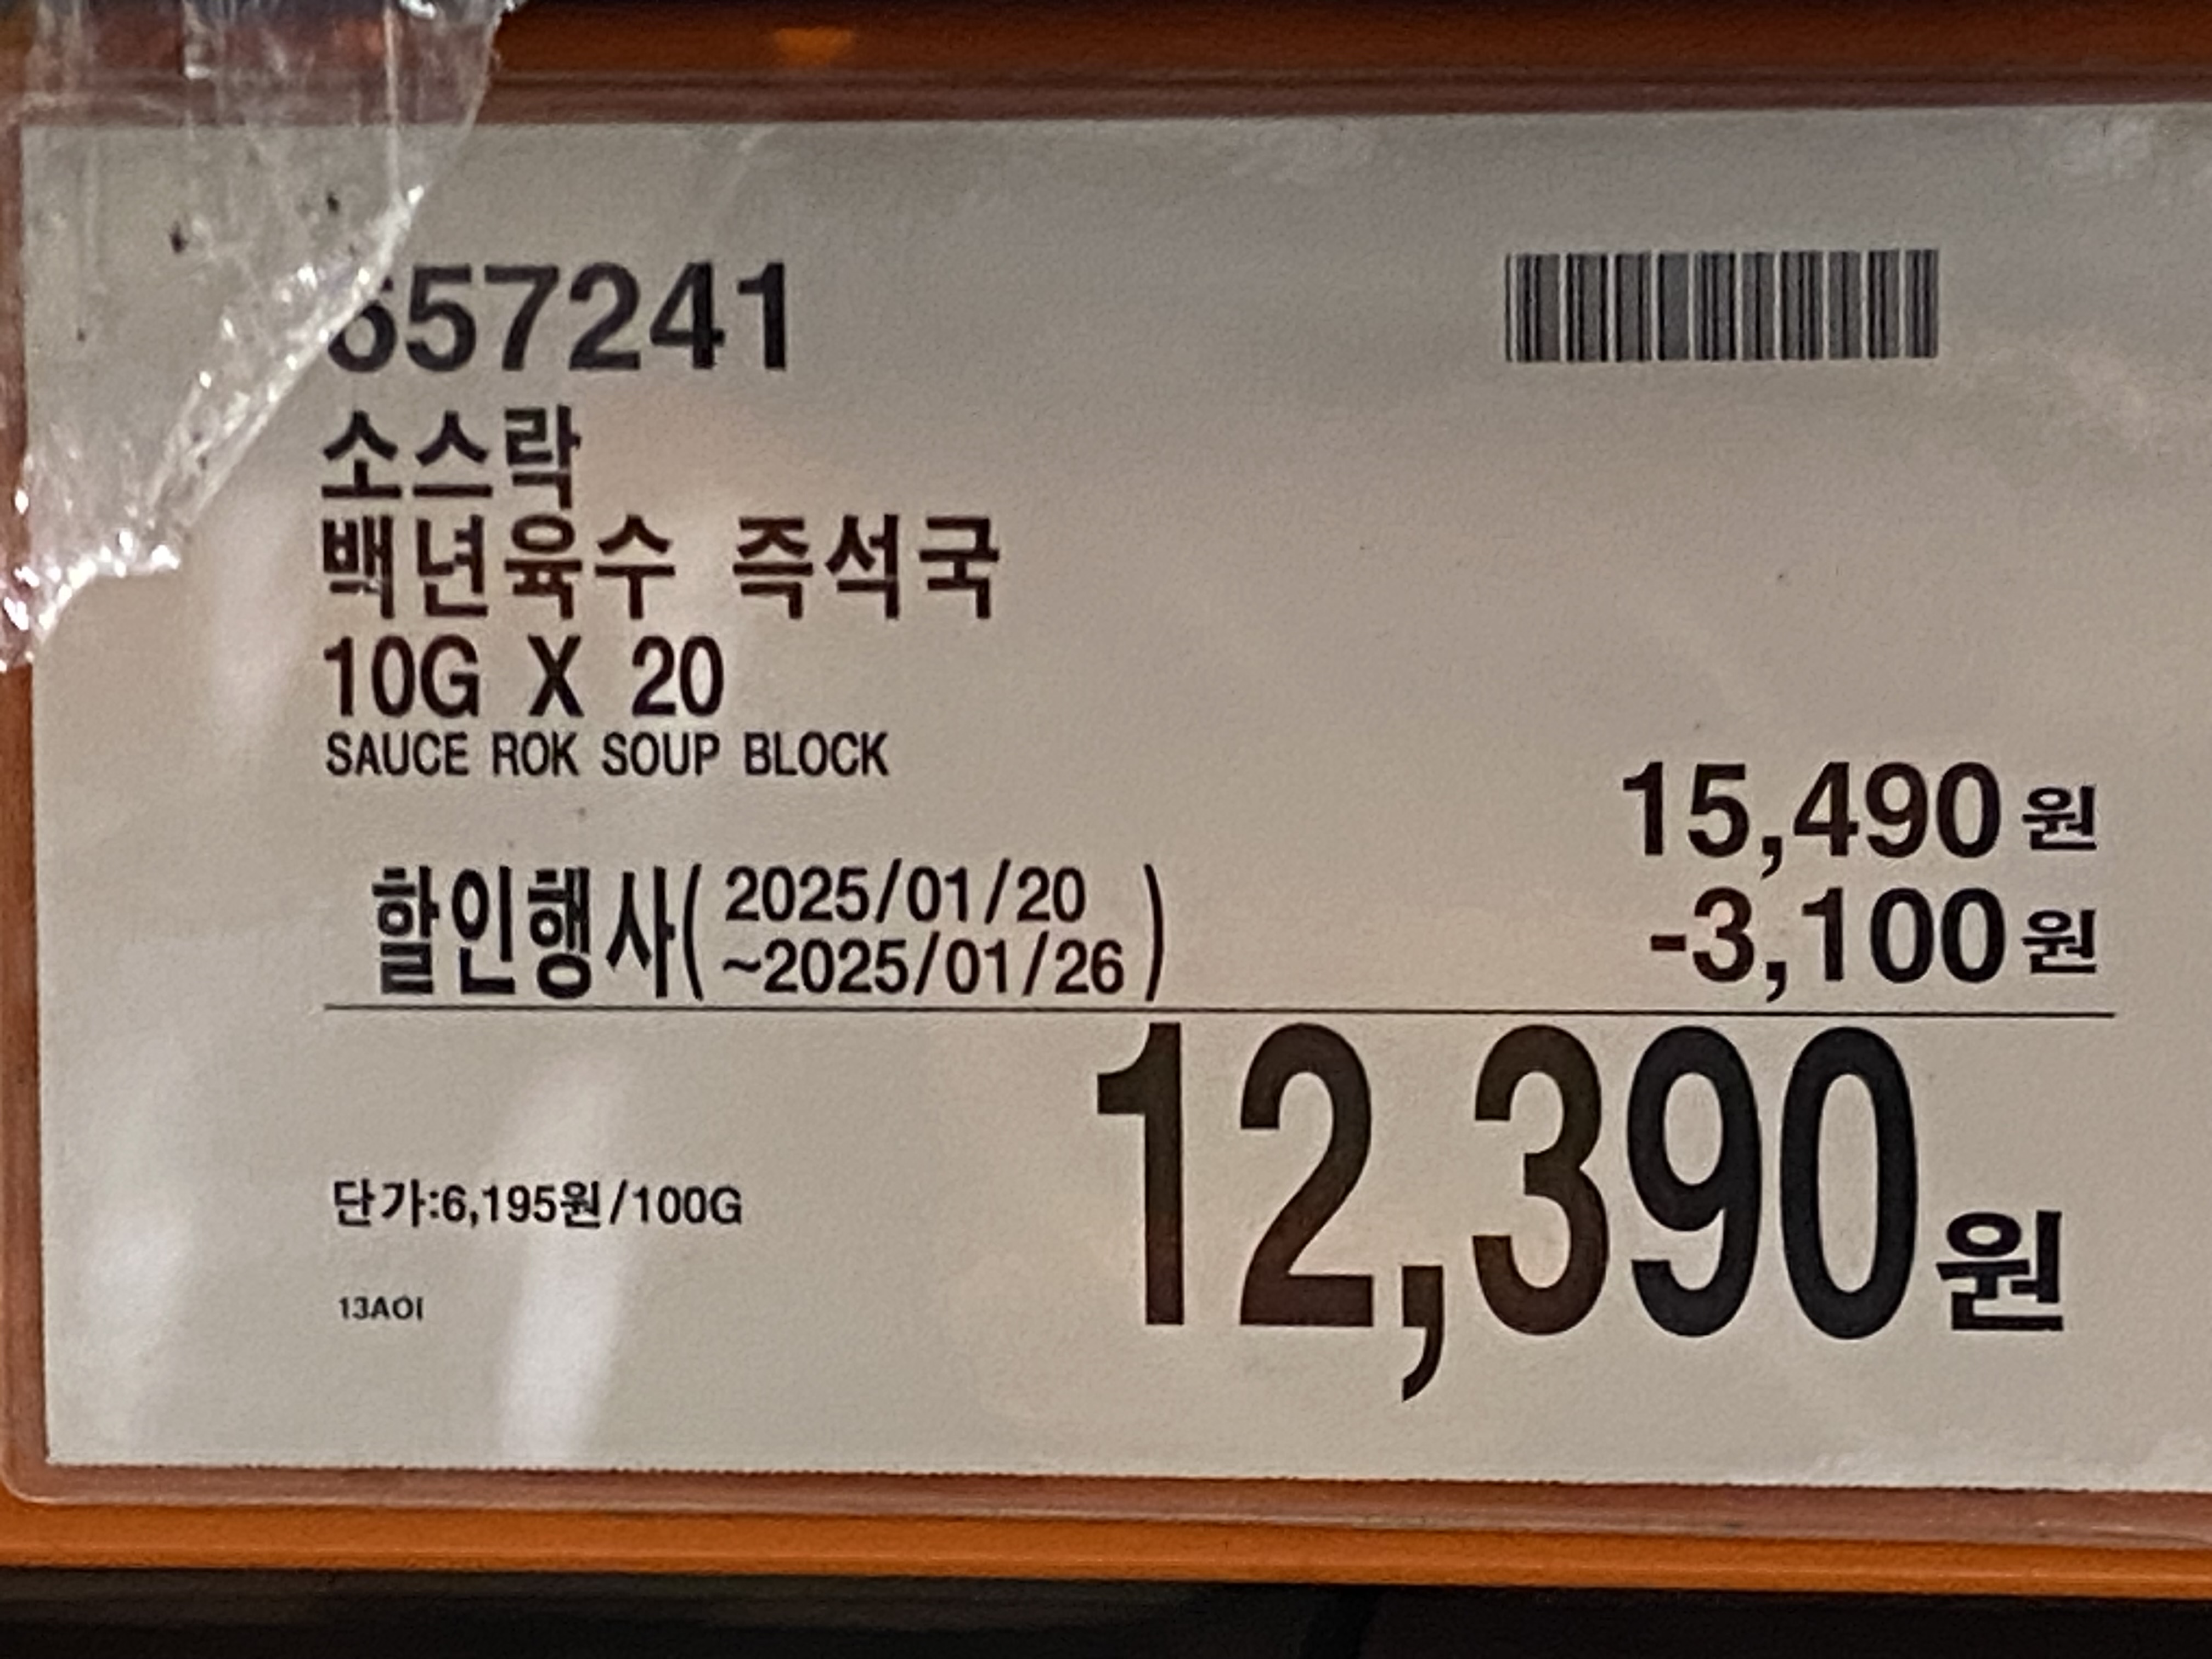 657241
소스락
백년육수 즉석국
10G X 20
SAUCE ROK SOUP BLOCK
15,490원
할인행사( 2025/01/20
~2025/01/26 )
-3,100원
12,390원
단가:6,195원/100G
13AOI